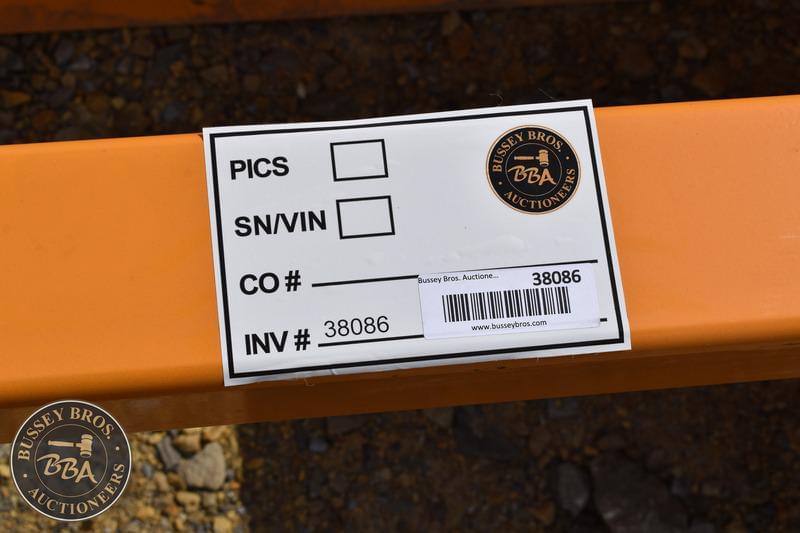 PICS
BUSSEY BROS.
BBA
AUCTIONEERS
SN/VIN
CO #
Bussey Bros. Auctione... 38086
www.busseybros.com
INV # 38086
BUSSEY BROS.
BBA
AUCTIONEERS